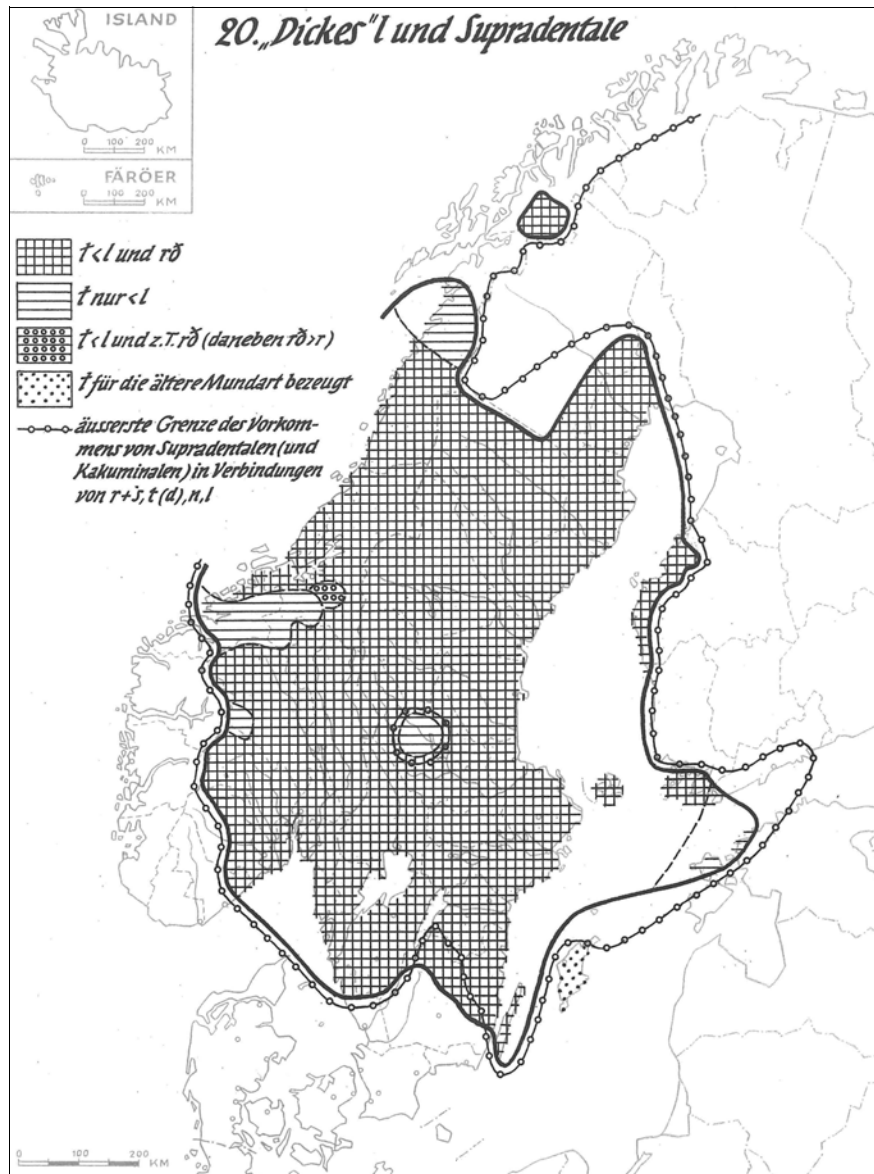 20. „Dickes" l und Supradentale
ISLAND
0 100 200
KM
FÄRÖER
0 100 200
KM
ɫ < l und rð
ɫ nur < l
ɫ < l und z.T. rð (daneben rð > r)
ɫ für die ältere Mundart bezeugt
äusserste Grenze des Vorkom-
mens von Supradentalen (und
Kakuminalen) in Verbindungen
von r + s, t (d), n, l
0 100 200
KM